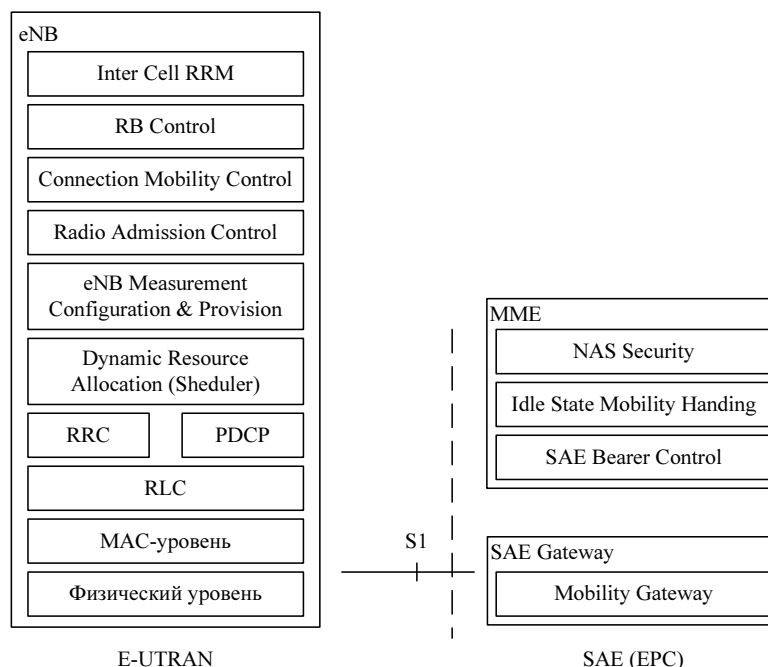 eNB
Inter Cell RRM
RB Control
Connection Mobility Control
Radio Admission Control
eNB Measurement
Configuration & Provision
Dynamic Resource
Allocation (Sheduler)
RRC
PDCP
RLC
MAC-уровень
Физический уровень
E-UTRAN
S1
MME
NAS Security
Idle State Mobility Handing
SAE Bearer Control
SAE Gateway
Mobility Gateway
SAE (EPC)